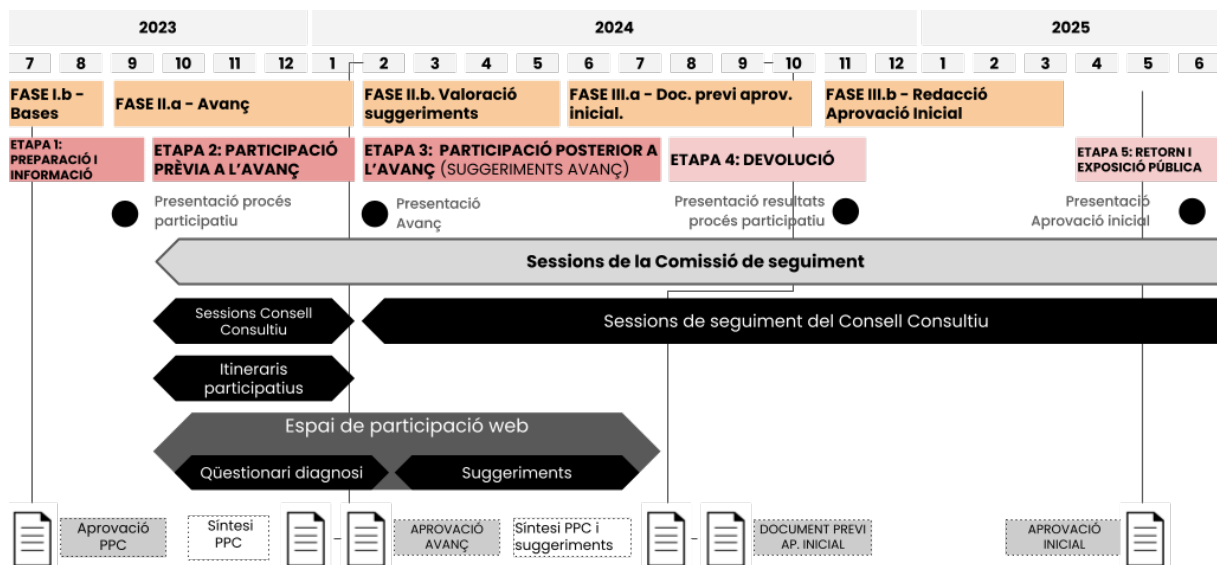 2023
2024
2025
7 8 9 10 11 12 1 2 3 4 5 6 7 8 9 10 11 12 1 2 3 4 5 6
FASE I.b -
Bases
FASE II.a - Avanç
FASE II.b. Valoració
suggeriments
FASE III.a - Doc. previ aprov.
inicial.
FASE III.b - Redacció
Aprovació Inicial
ETAPA 1:
PREPARACIÓ I
INFORMACIÓ
ETAPA 2: PARTICIPACIÓ
PRÈVIA A L’AVANÇ
ETAPA 3: PARTICIPACIÓ POSTERIOR A
L’AVANÇ (SUGGERIMENTS AVANÇ)
ETAPA 4: DEVOLUCIÓ
ETAPA 5: RETORN I
EXPOSICIÓ PÚBLICA
Presentació procés
participatiu
Presentació
Avanç
Presentació resultats
procés participatiu
Presentació
Aprovació inicial
Sessions de la Comissió de seguiment
Sessions Consell
Consultiu
Sessions de seguiment del Consell Consultiu
Itineraris
participatius
Espai de participació web
Qüestionari diagnosi
Suggeriments
Aprovació
PPC
Síntesi
PPC
APROVACIÓ
AVANÇ
Síntesi PPC i
suggeriments
DOCUMENT PREVI
AP. INICIAL
APROVACIÓ
INICIAL